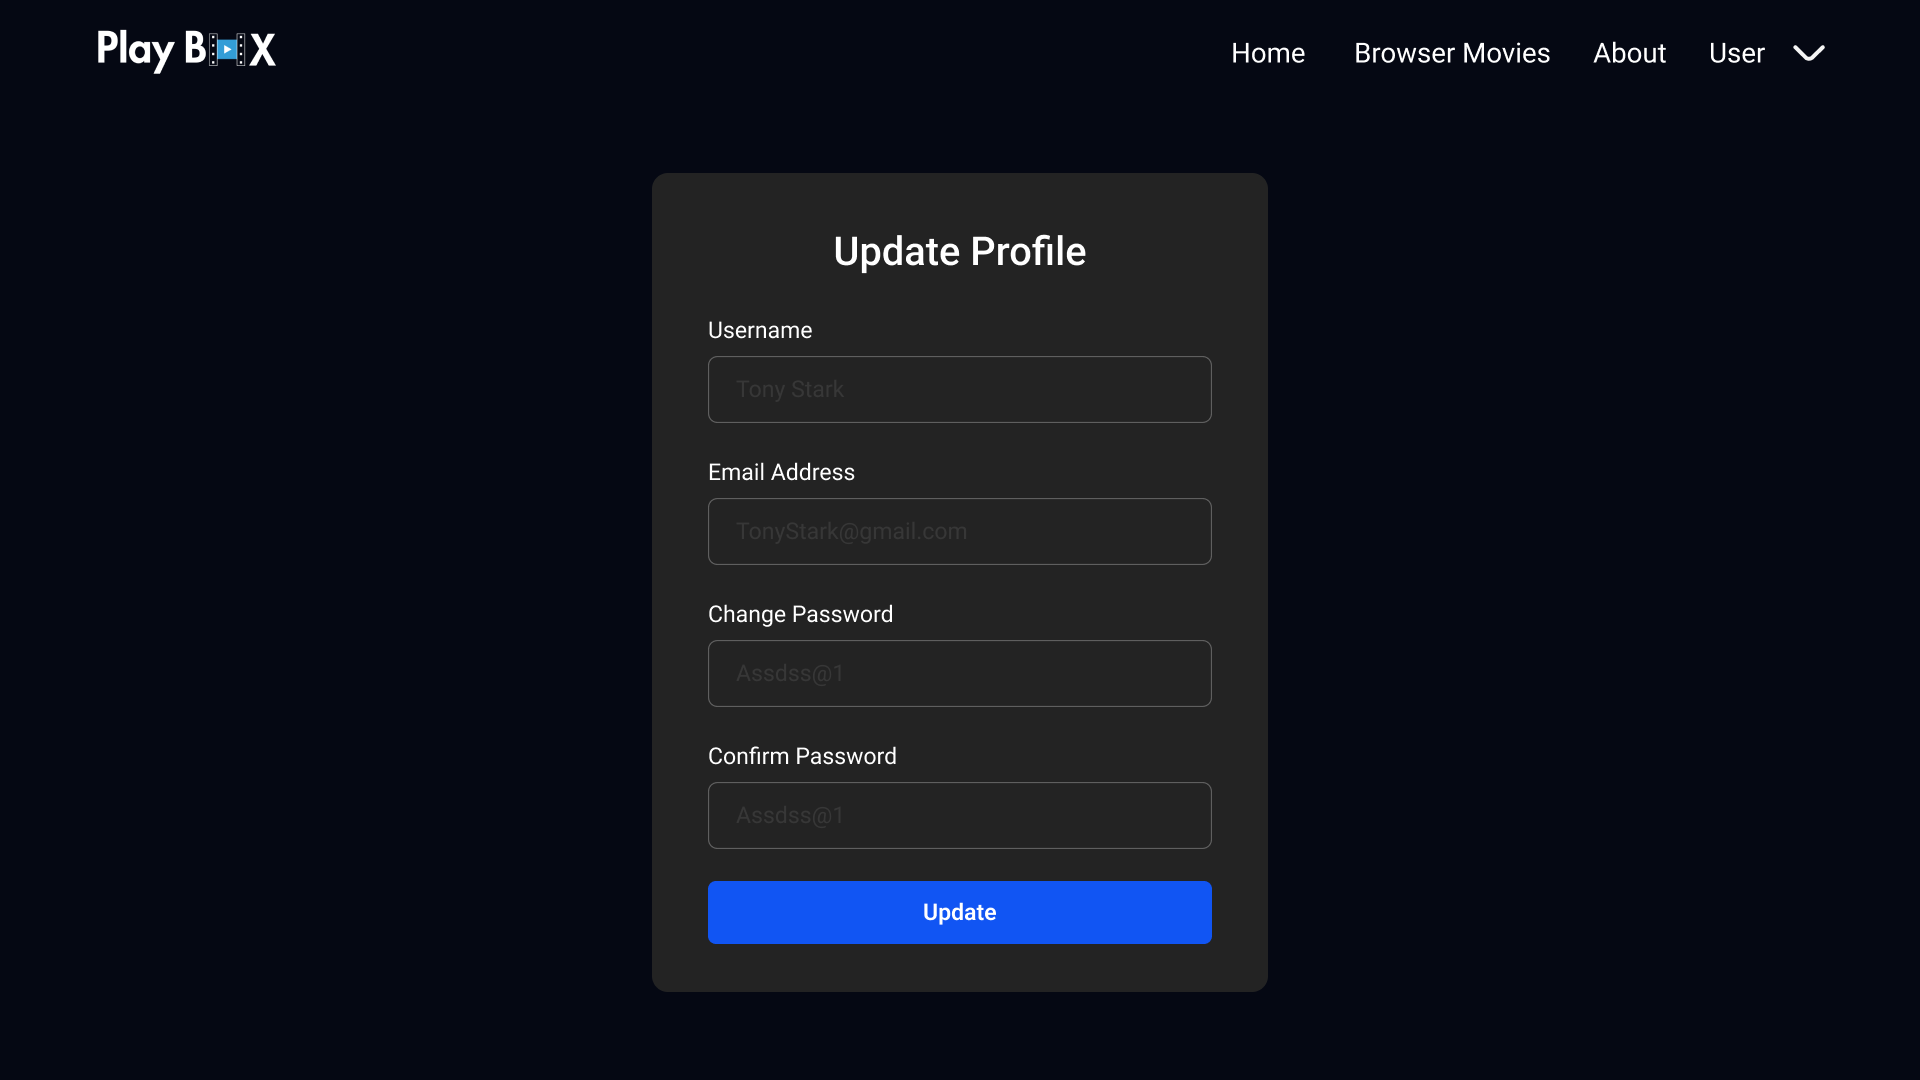 Play BOX
Home Browser Movies About User
Update Profile
Username
Tony Stark
Email Address
TonyStark@gmail.com
Change Password
Assdss@1
Confirm Password
Assdss@1
Update